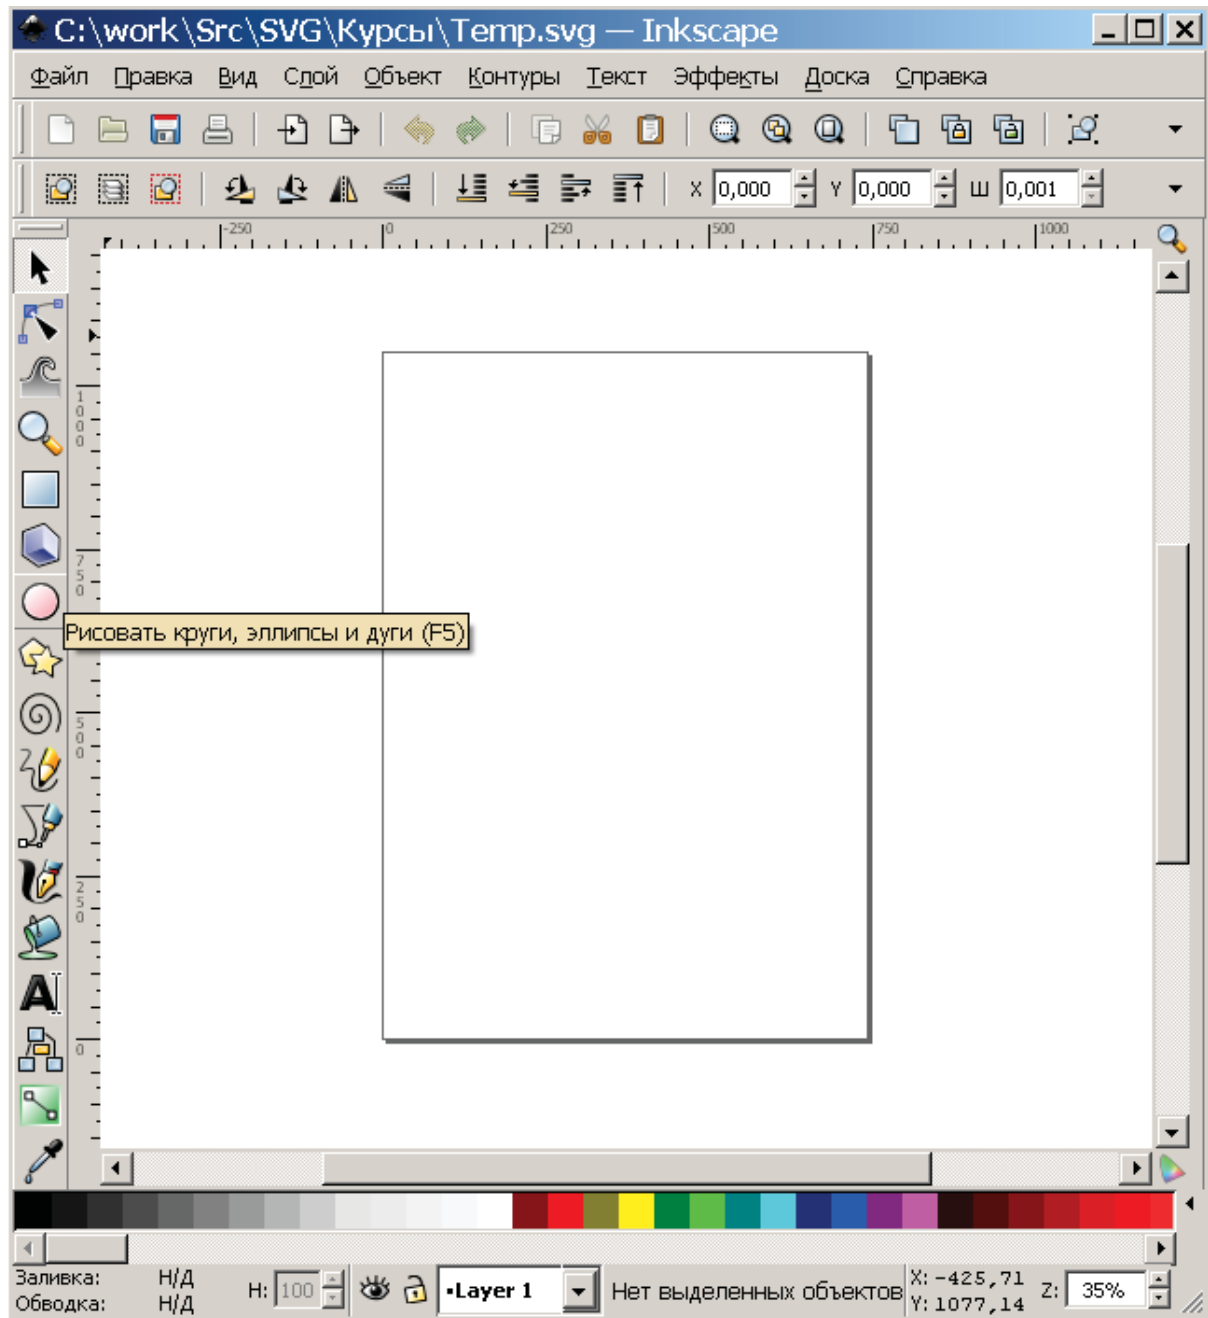 C:\work\Src\SVG\Курсы\Temp.svg — Inkscape
Файл Правка Вид Слой Объект Контуры Текст Эффекты Доска Справка
X 0,000 Y 0,000 Ш 0,001
-250 0 250 500 750 1000
1000
750
Рисовать круги, эллипсы и дуги (F5)
500
250
A
0
Заливка: Н/Д
Обводка: Н/Д
Н: 100
•Layer 1
Нет выделенных объектов
X: -425,71
Y: 1077,14
Z: 35%